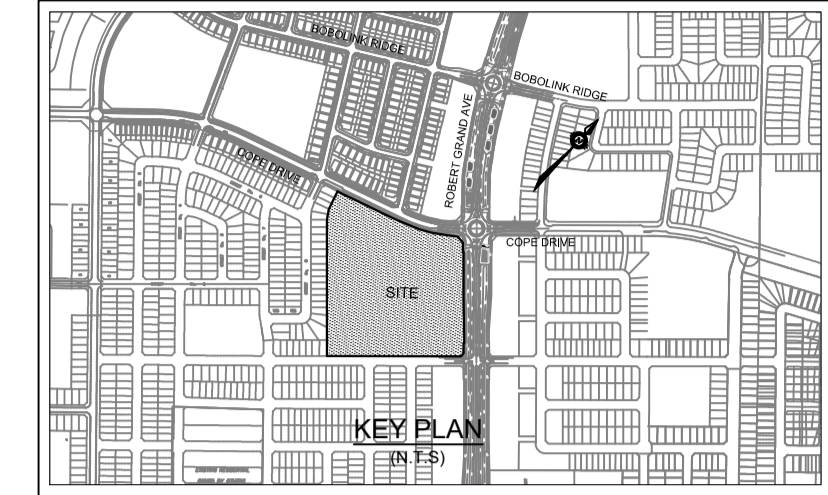 BOBOLINK RIDGE
BOBOLINK RIDGE
ROBERT GRAND AVE
COPE DRIVE
COPE DRIVE
SITE
KEY PLAN
(N.T.S)